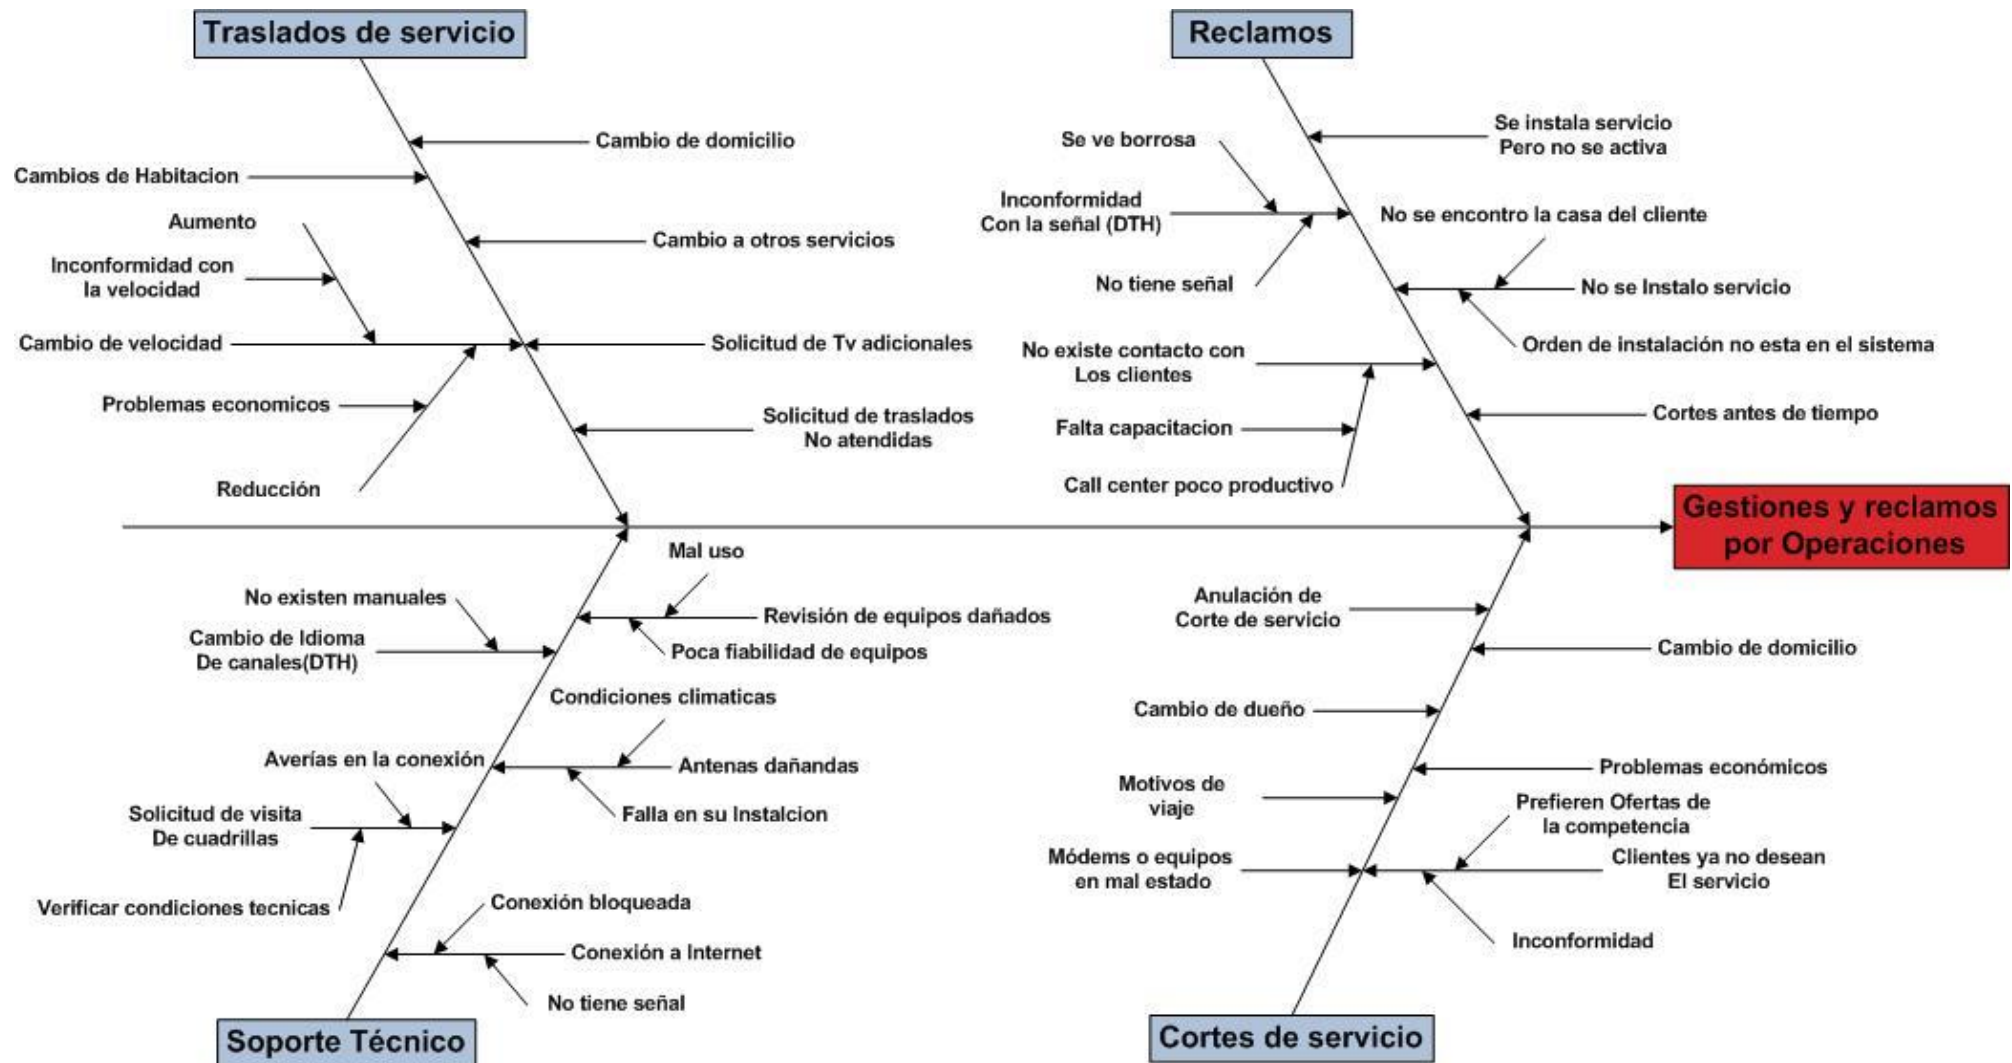 Traslados de servicio
Cambio de domicilio
Cambios de Habitacion
Aumento
Cambio a otros servicios
Inconformidad con
la velocidad
Cambio de velocidad
Solicitud de Tv adicionales
Problemas economicos
Solicitud de traslados
No atendidas
Reducción
Reclamos
Se instala servicio
Pero no se activa
Se ve borrosa
Inconformidad
Con la señal (DTH)
No se encontro la casa del cliente
No tiene señal
No se Instalo servicio
Orden de instalación no esta en el sistema
No existe contacto con
Los clientes
Cortes antes de tiempo
Falta capacitacion
Call center poco productivo
Gestiones y reclamos
por Operaciones
Mal uso
No existen manuales
Revisión de equipos dañados
Cambio de Idioma
De canales(DTH)
Poca fiabilidad de equipos
Condiciones climaticas
Averías en la conexión
Antenas dañandas
Solicitud de visita
De cuadrillas
Falla en su Instalcion
Verificar condiciones tecnicas
Conexión bloqueada
Conexión a Internet
No tiene señal
Soporte Técnico
Anulación de
Corte de servicio
Cambio de domicilio
Cambio de dueño
Problemas económicos
Motivos de
viaje
Prefieren Ofertas de
la competencia
Módems o equipos
en mal estado
Clientes ya no desean
El servicio
Inconformidad
Cortes de servicio